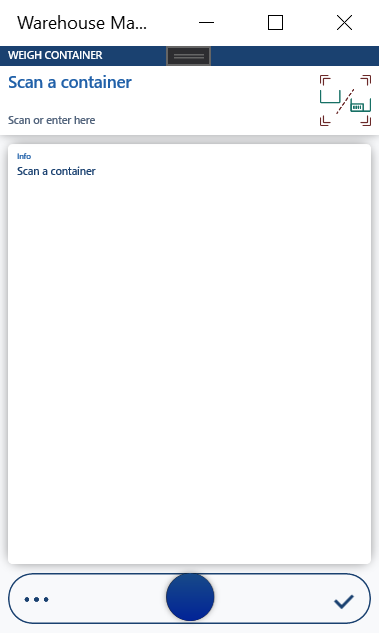 Warehouse Ma...
WEIGH CONTAINER
Scan a container
Scan or enter here
Info
Scan a container